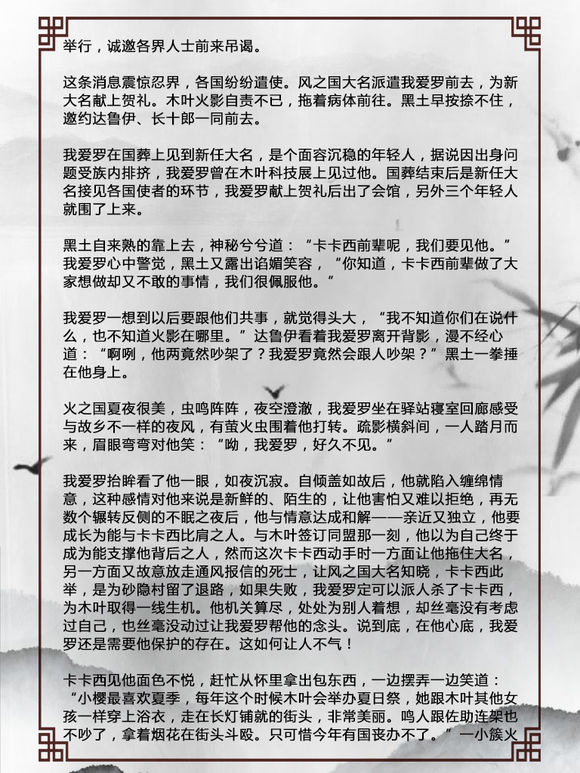 举行，诚邀各界人士前来吊谒。
这条消息震惊忍界，各国纷纷遣使。风之国大名派遣我爱罗前去，为新
大名献上贺礼。木叶火影自责不已，拖着病体前往。黑土早按捺不住，
邀约达鲁伊、长十郎一同前去。
我爱罗在国葬上见到新任大名，是个面容沉稳的年轻人，据说因出身问
题受族内排挤，我爱罗曾在木叶科技展上见过他。国葬结束后是新任大
名接见各国使者的环节，我爱罗献上贺礼后出了会馆，另外三个年轻人
就围了上来。
黑土自来熟的靠上去，神秘兮兮道：“卡卡西前辈呢，我们要见他。”
我爱罗心中警觉，黑土又露出谄媚笑容，“你知道，卡卡西前辈做了大
家想做却又不敢的事情，我们很佩服他。”
我爱罗一想到以后要跟他们共事，就觉得头大，“我不知道你们在说什
么，也不知道火影在哪里。”达鲁伊看着我爱罗离开背影，漫不经心
道：“啊咧，他两竟然吵架了？我爱罗竟然会跟人吵架？”黑土一拳捶
在他身上。
火之国夏夜很美，虫鸣阵阵，夜空澄澈，我爱罗坐在驿站寝室回廊感受
与故乡不一样的夜风，有萤火虫围着他打转。疏影横斜间，一人踏月而
来，眉眼弯弯对他笑：“呦，我爱罗，好久不见。”
我爱罗抬眸看了他一眼，如夜沉寂。自倾盖如故后，他就陷入缠绵情
意，这种感情对他来说是新鲜的、陌生的，让他害怕又难以拒绝，再无
数个辗转反侧的不眠之夜后，他与情意达成和解——亲近又独立，他要
成长为能与卡卡西比肩之人。与木叶签订同盟那一刻，他以为自己终于
成为能支撑他背后之人，然而这次卡卡西动手时一方面让他拖住大名，
另一方面又故意放走通风报信的死士，让风之国大名知晓，卡卡西此
举，是为砂隐村留了退路，如果失败，我爱罗定可以派人杀了卡卡西，
为木叶取得一线生机。他机关算尽，处处为别人着想，却丝毫没有考虑
过自己，也丝毫没动过让我爱罗帮他的念头。说到底，在他心底，我爱
罗还是需要他保护的存在。这如何让人不气！
卡卡西见他面色不悦，赶忙从怀里拿出包东西，一边摆弄一边笑道：
“小樱最喜欢夏季，每年这个时候木叶会举办夏日祭，她跟木叶其他女
孩一样穿上浴衣，走在长灯铺就的街头，非常美丽。鸣人跟佐助连架也
不吵了，拿着烟花在街头斗殴。只可惜今年有国丧办不了。”一小簇火